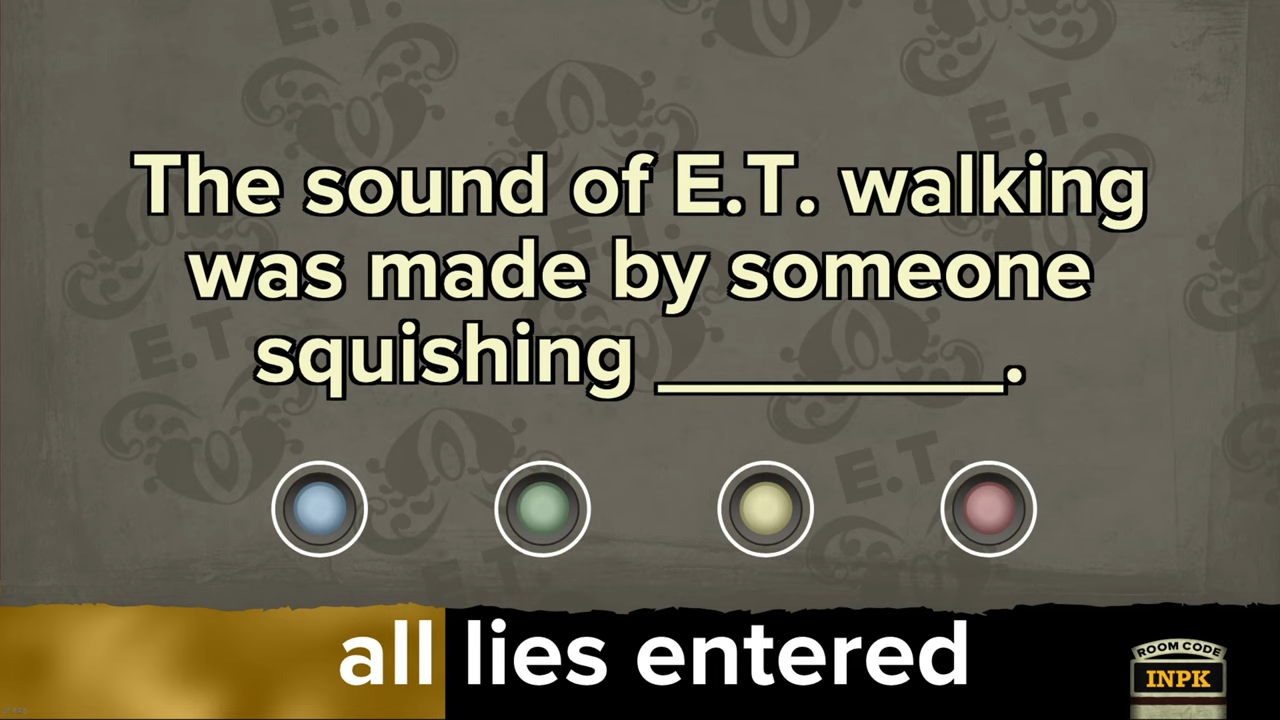 The sound of E.T. walking
was made by someone
squishing ________.
all lies entered
ROOM CODE
INPK
E.T.
E.T.
E.T.
E.T.
E.T.
E.T.